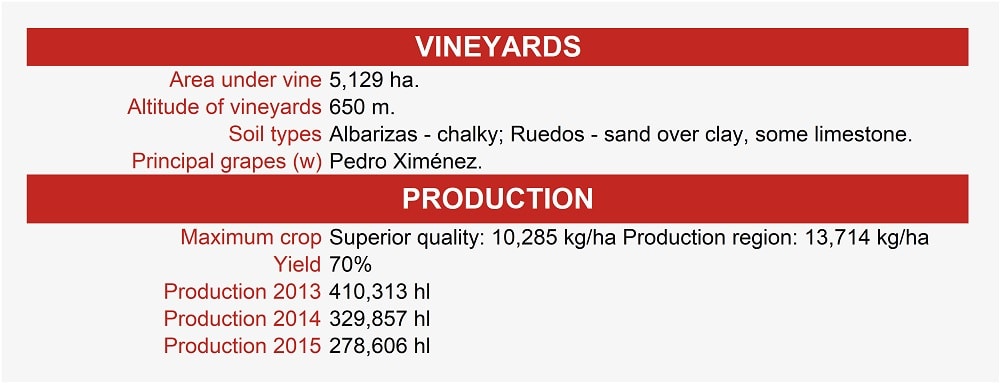 VINEYARDS
Area under vine 5,129 ha.
Altitude of vineyards 650 m.
Soil types Albarizas - chalky; Ruedos - sand over clay, some limestone.
Principal grapes (w) Pedro Ximénez.
PRODUCTION
Maximum crop Superior quality: 10,285 kg/ha Production region: 13,714 kg/ha
Yield 70%
Production 2013 410,313 hl
Production 2014 329,857 hl
Production 2015 278,606 hl